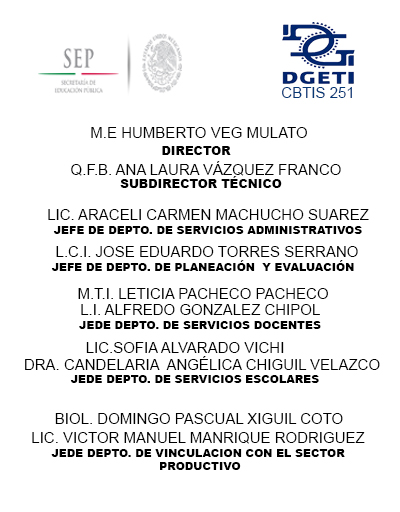 SEP
SECRETARÍA DE
EDUCACIÓN PÚBLICA
DGETI
CBTIS 251
M.E HUMBERTO VEG MULATO
DIRECTOR
Q.F.B. ANA LAURA VÁZQUEZ FRANCO
SUBDIRECTOR TÉCNICO
LIC. ARACELI CARMEN MACHUCHO SUAREZ
JEFE DE DEPTO. DE SERVICIOS ADMINISTRATIVOS
L.C.I. JOSE EDUARDO TORRES SERRANO
JEFE DE DEPTO. DE PLANEACIÓN Y EVALUACIÓN
M.T.I. LETICIA PACHECO PACHECO
L.I. ALFREDO GONZALEZ CHIPOL
JEDE DEPTO. DE SERVICIOS DOCENTES
LIC.SOFIA ALVARADO VICHI
DRA. CANDELARIA ANGÉLICA CHIGUIL VELAZCO
JEDE DEPTO. DE SERVICIOS ESCOLARES
BIOL. DOMINGO PASCUAL XIGUIL COTO
LIC. VICTOR MANUEL MANRIQUE RODRIGUEZ
JEDE DEPTO. DE VINCULACION CON EL SECTOR
PRODUCTIVO